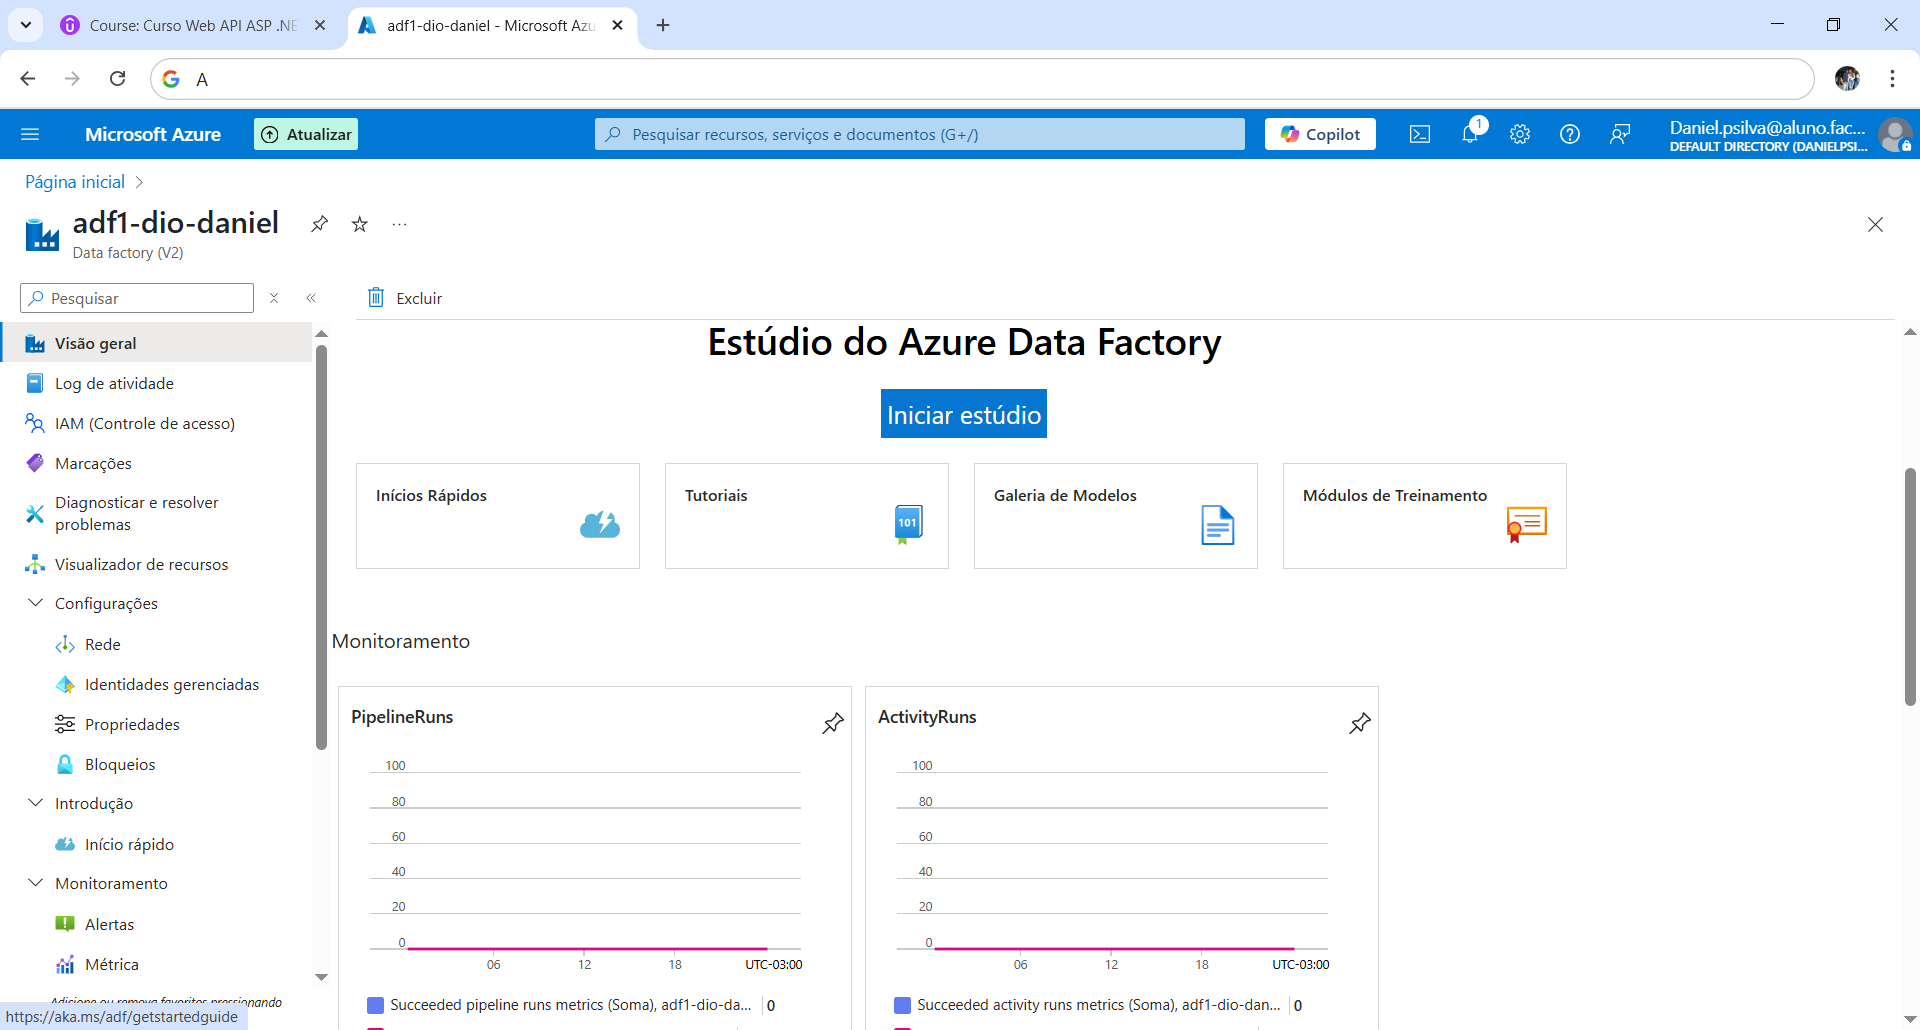 Course: Curso Web API ASP .NE
adf1-dio-daniel - Microsoft Azu
A
Microsoft Azure
Atualizar
Pesquisar recursos, serviços e documentos (G+/)
Copilot
1
Daniel.psilva@aluno.fac...
DEFAULT DIRECTORY (DANIELPSI...
Página inicial
adf1-dio-daniel
Data factory (V2)
Pesquisar
Excluir
Visão geral
Log de atividade
IAM (Controle de acesso)
Marcações
Diagnosticar e resolver
problemas
Visualizador de recursos
Configurações
Rede
Identidades gerenciadas
Propriedades
Bloqueios
Introdução
Início rápido
Monitoramento
Alertas
Métrica
Adicione ou remova favoritos pressionando
https://aka.ms/adf/getstartedguide
Estúdio do Azure Data Factory
Iniciar estúdio
Inícios Rápidos
Tutoriais
101
Galeria de Modelos
Módulos de Treinamento
Monitoramento
PipelineRuns
100
80
60
40
20
0
06 12 18 UTC-03:00
Succeeded pipeline runs metrics (Soma), adf1-dio-da... 0
ActivityRuns
100
80
60
40
20
0
06 12 18 UTC-03:00
Succeeded activity runs metrics (Soma), adf1-dio-dan... 0